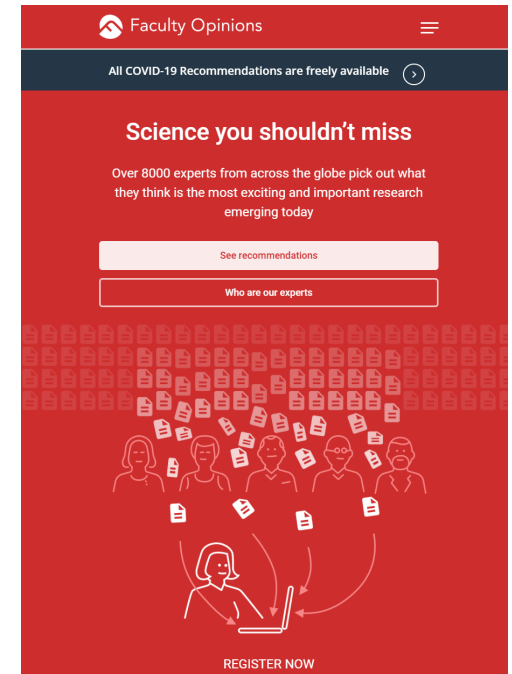 Faculty Opinions
All COVID-19 Recommendations are freely available
Science you shouldn't miss
Over 8000 experts from across the globe pick out what
they think is the most exciting and important research
emerging today
See recommendations
Who are our experts
REGISTER NOW